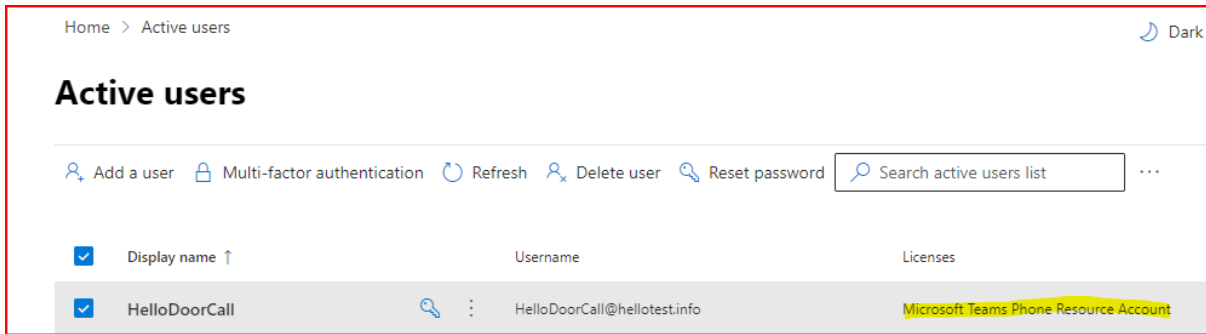 Home > Active users
Dark
Active users
Add a user Multi-factor authentication Refresh Delete user Reset password Search active users list ...
Display name ↑ Username Licenses
HelloDoorCall HelloDoorCall@hellotest.info Microsoft Teams Phone Resource Account